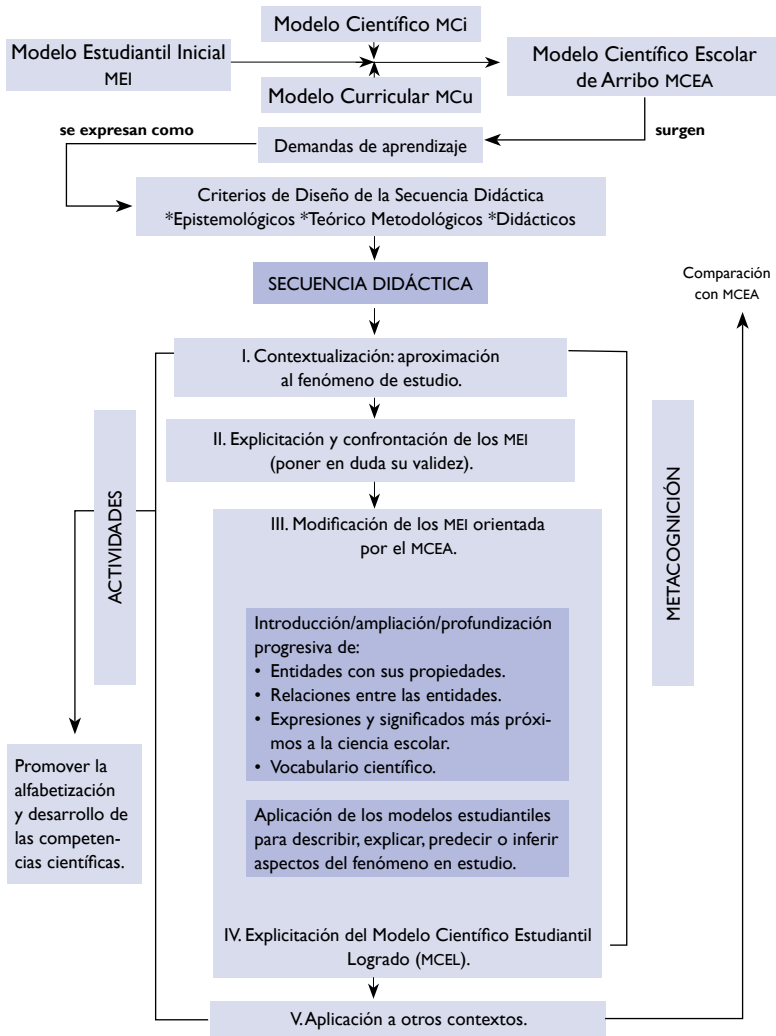 Modelo Científico MCi
Modelo Estudiantil Inicial
MEI
Modelo Científico Escolar
de Arribo MCEA
Modelo Curricular MCu
se expresan como
surgen
Demandas de aprendizaje
Criterios de Diseño de la Secuencia Didáctica
*Epistemológicos *Teórico Metodológicos *Didácticos
SECUENCIA DIDÁCTICA
Comparación
con MCEA
I. Contextualización: aproximación
al fenómeno de estudio.
II. Explicitación y confrontación de los MEI
(poner en duda su validez).
ACTIVIDADES
METACOGNICIÓN
III. Modificación de los MEI orientada
por el MCEA.
Introducción/ampliación/profundización
progresiva de:
• Entidades con sus propiedades.
• Relaciones entre las entidades.
• Expresiones y significados más próxi-
mos a la ciencia escolar.
• Vocabulario científico.
Promover la
alfabetización
y desarrollo de
las competen-
cias científicas.
Aplicación de los modelos estudiantiles
para describir, explicar, predecir o inferir
aspectos del fenómeno en estudio.
IV. Explicitación del Modelo Científico Estudiantil
Logrado (MCEL).
V. Aplicación a otros contextos.